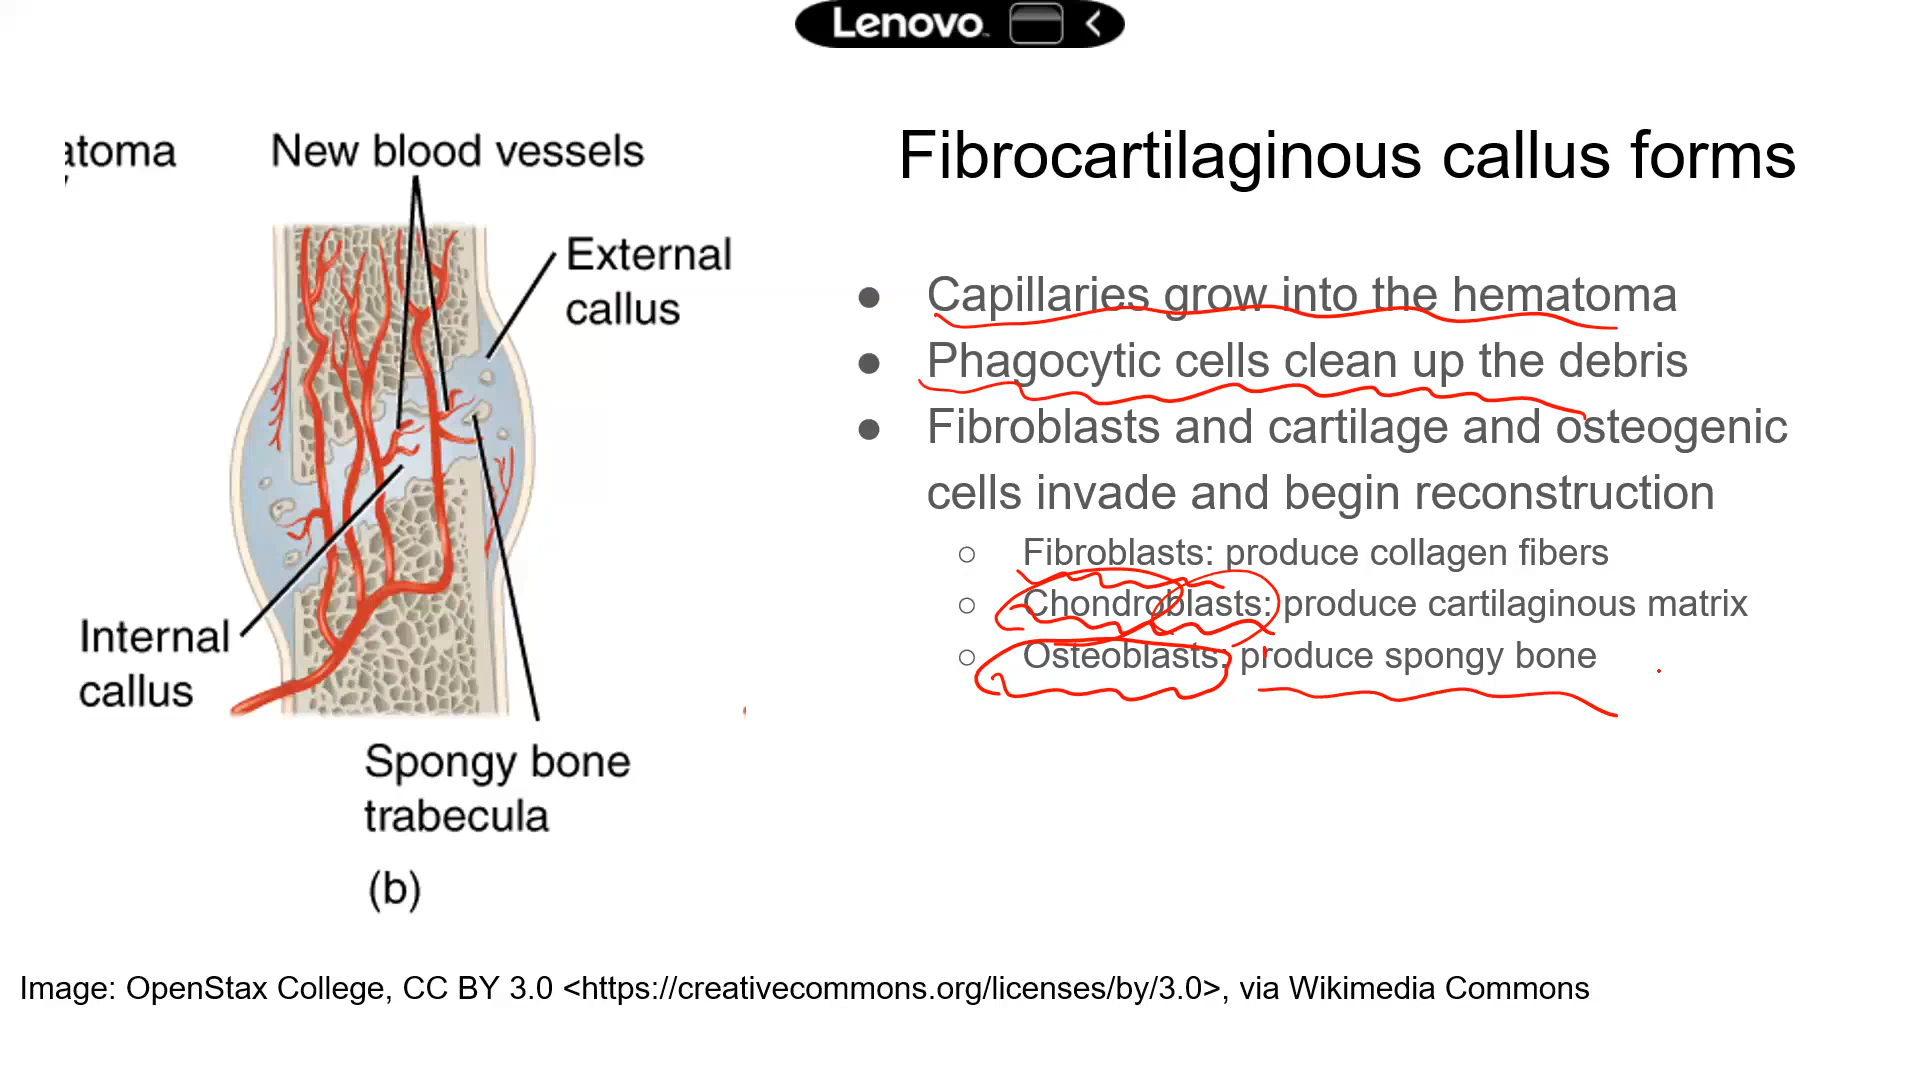 Lenovo
atoma
New blood vessels
External
callus
Internal
callus
Spongy bone
trabecula
(b)
Fibrocartilaginous callus forms
● Capillaries grow into the hematoma
● Phagocytic cells clean up the debris
● Fibroblasts and cartilage and osteogenic
cells invade and begin reconstruction
○ Fibroblasts: produce collagen fibers
○ Chondroblasts: produce cartilaginous matrix
○ Osteoblasts: produce spongy bone
Image: OpenStax College, CC BY 3.0 <https://creativecommons.org/licenses/by/3.0>, via Wikimedia Commons